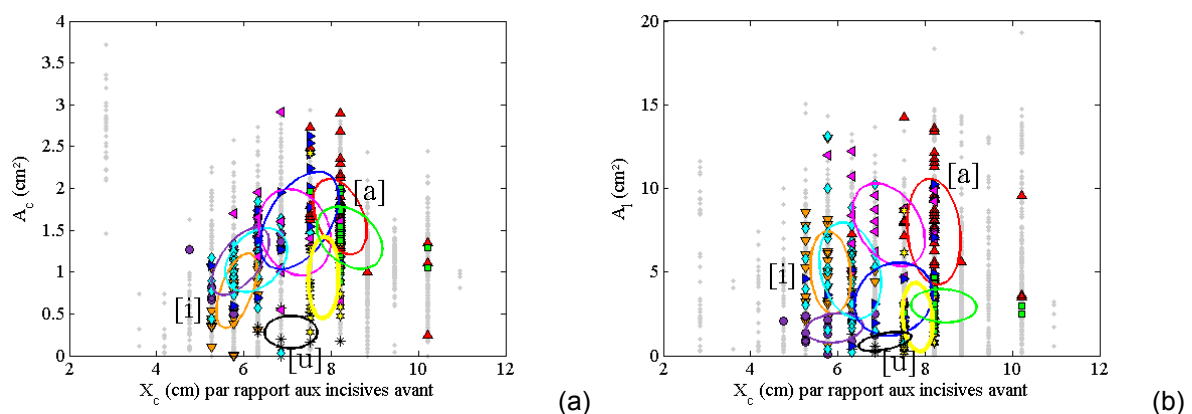 4
3.5
3
2.5
2
1.5
1
0.5
0
A_c (cm²)
[a]
[i]
[u]
2 4 6 8 10 12
X_c (cm) par rapport aux incisives avant
(a)
20
15
10
5
0
A_l (cm²)
[a]
[i]
[u]
2 4 6 8 10 12
X_c (cm) par rapport aux incisives avant
(b)